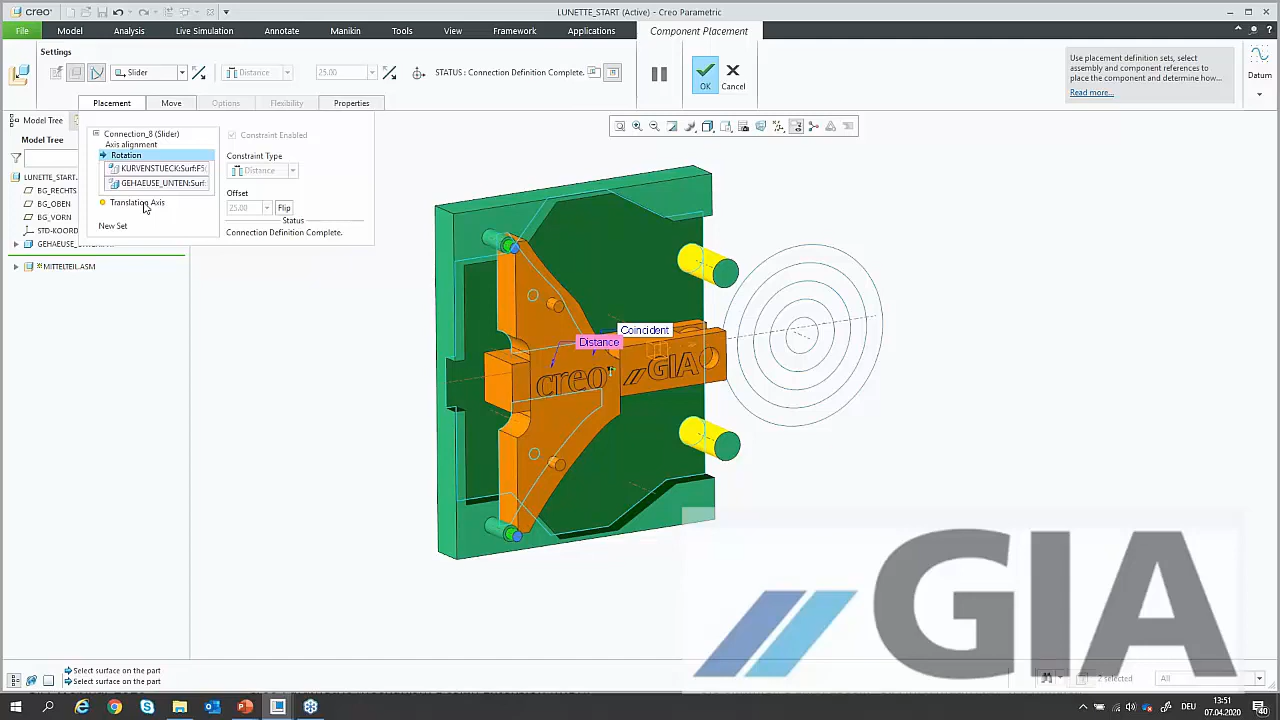 creo
LUNETTE_START (Active) - Creo Parametric
File
Model
Analysis
Live Simulation
Annotate
Manikin
Tools
View
Framework
Applications
Component Placement
Settings
Slider
Distance
25.00
STATUS : Connection Definition Complete.
OK
Cancel
Use placement definition sets, select
assembly and component references to
place the component and determine how...
Read more...
Datum
Placement
Move
Options
Flexibility
Properties
Model Tree
Model Tree
LUNETTE_START
BG_RECHTS
BG_OBEN
BG_VORN
STD-KOORD
MITTELTEIL.ASM
Connection_8 (Slider)
Axis alignment
Rotation
KURVENSTUECK:Surf:F5(
GEHAEUSE_UNTEN:Surf:
Translation Axis
New Set
Constraint Enabled
Constraint Type
Distance
Offset
25.00
Flip
Status
Connection Definition Complete.
Coincident
Distance
creo
GIA
GIA
Select surface on the part
Select surface on the part
2 selected
All
DEU
13:51
07.04.2020